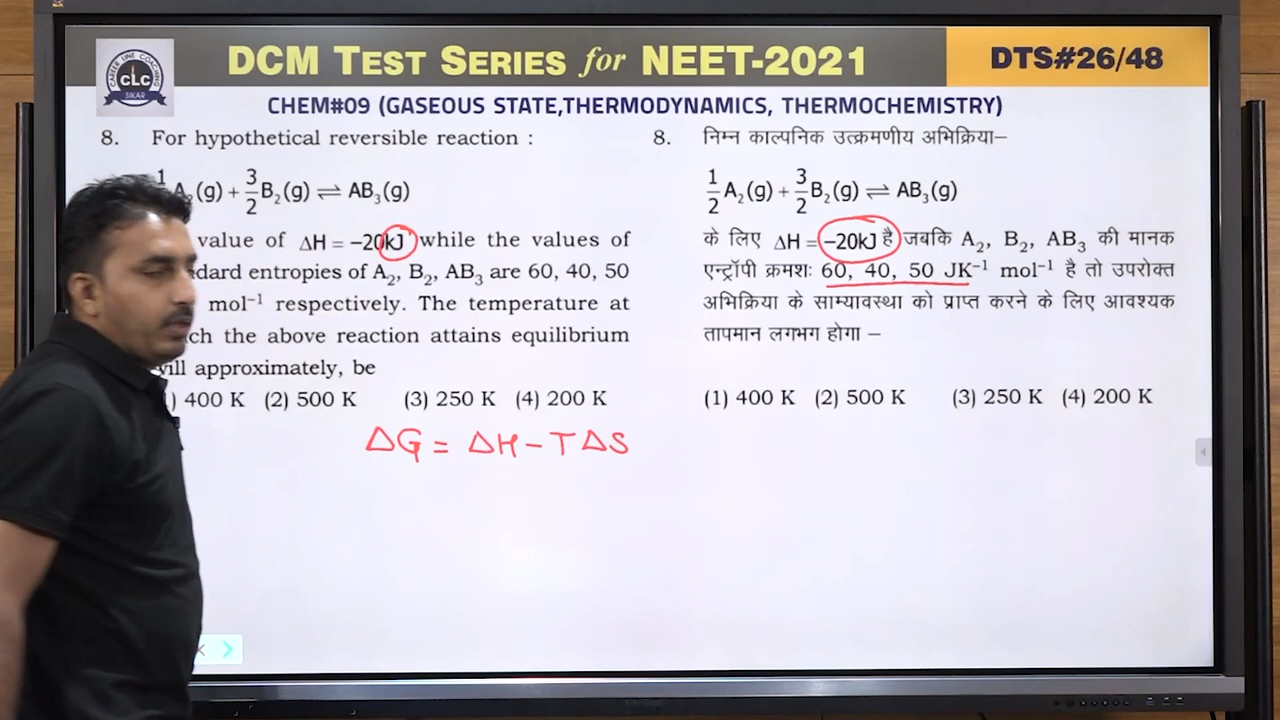 DCM TEST SERIES for NEET-2021
DTS#26/48
CAREER LINE COACHING
CLC
SIKAR
CHEM#09 (GASEOUS STATE,THERMODYNAMICS, THERMOCHEMISTRY)
8. For hypothetical reversible reaction :
A₂(g) + 3/2 B₂(g) ⇌ AB₃(g)
value of ΔH = -20kJ while the values of
entropies of A₂, B₂, AB₃ are 60, 40, 50
mol⁻¹ respectively. The temperature at
the above reaction attains equilibrium
approximately, be
400 K (2) 500 K (3) 250 K (4) 200 K
ΔG = ΔH - TΔS
8. निम्न काल्पनिक उत्क्रमणीय अभिक्रिया–
1/2 A₂(g) + 3/2 B₂(g) ⇌ AB₃(g)
के लिए ΔH = -20kJ है जबकि A₂, B₂, AB₃ की मानक
एन्ट्रॉपी क्रमशः 60, 40, 50 JK⁻¹ mol⁻¹ है तो उपरोक्त
अभिक्रिया के साम्यावस्था को प्राप्त करने के लिए आवश्यक
तापमान लगभग होगा –
(1) 400 K (2) 500 K (3) 250 K (4) 200 K